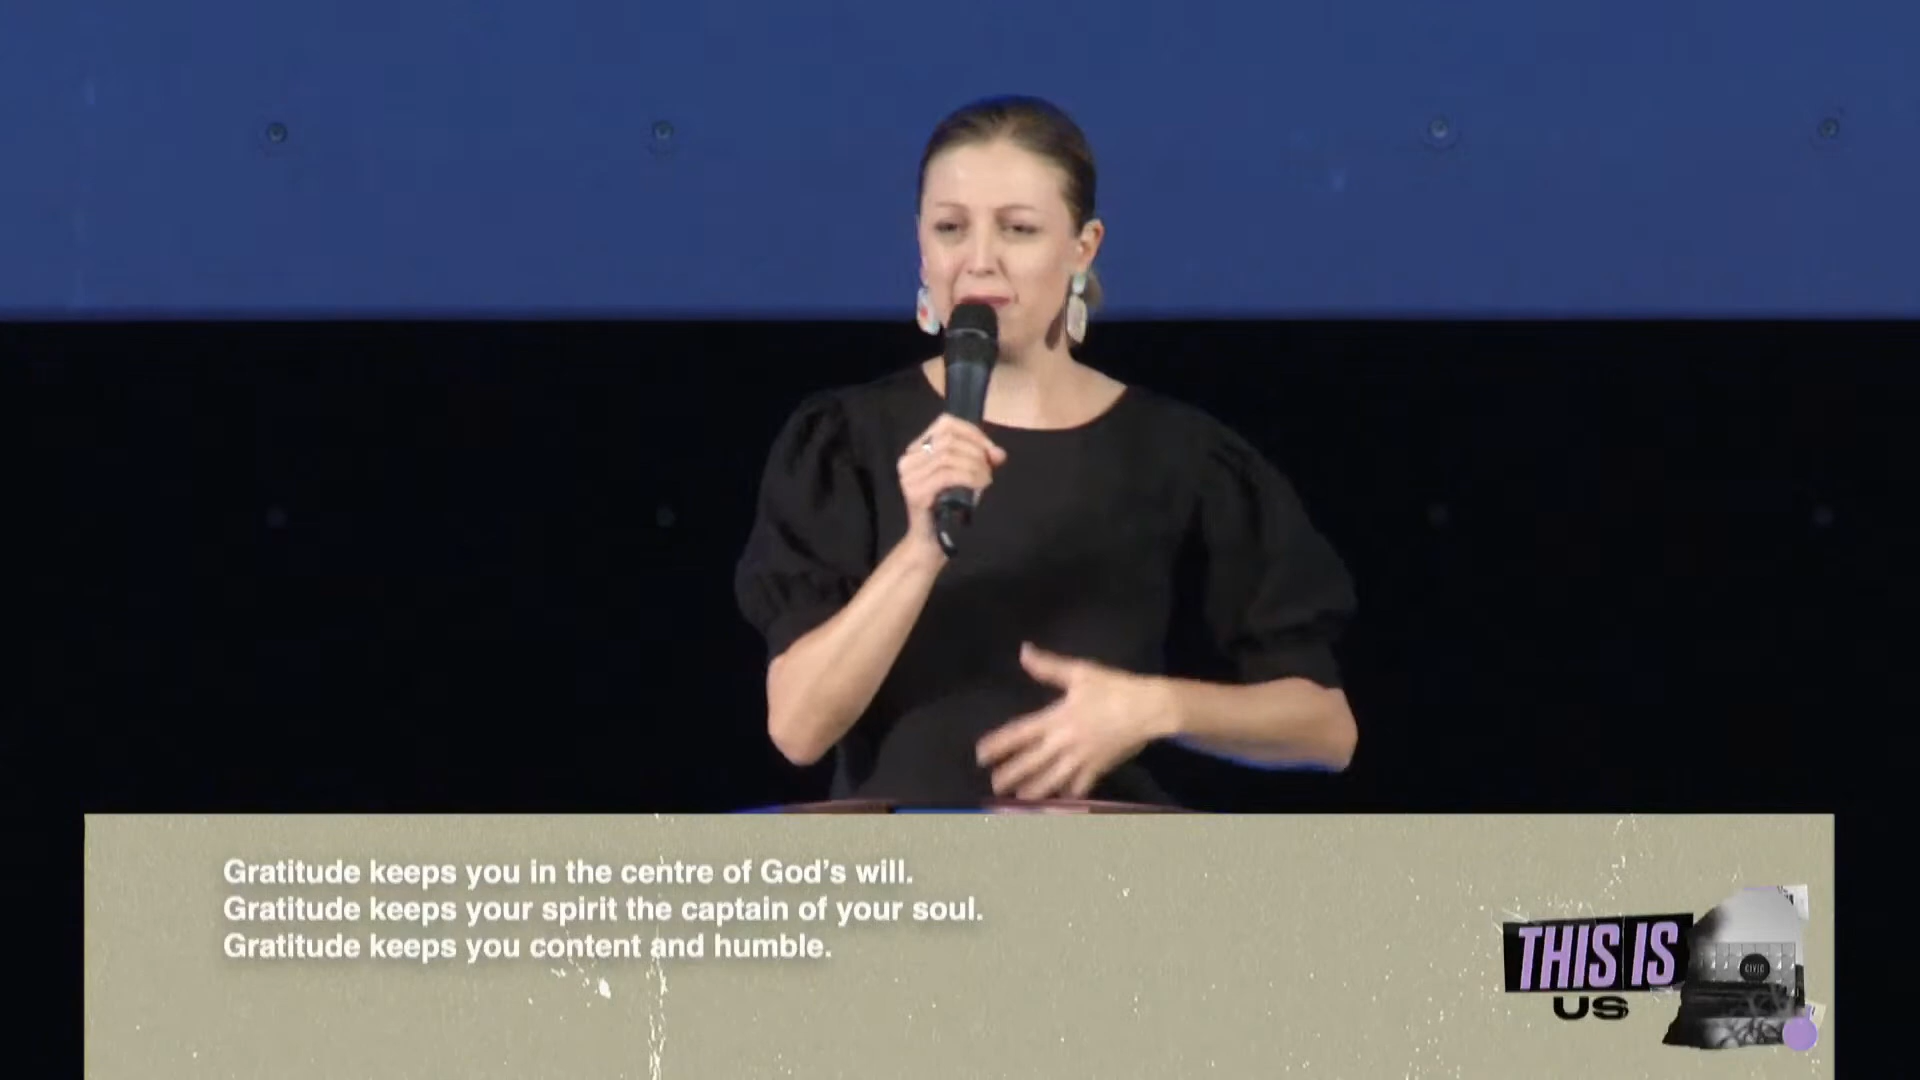 Gratitude keeps you in the centre of God’s will.
Gratitude keeps your spirit the captain of your soul.
Gratitude keeps you content and humble.
THIS IS
US
CIVIC